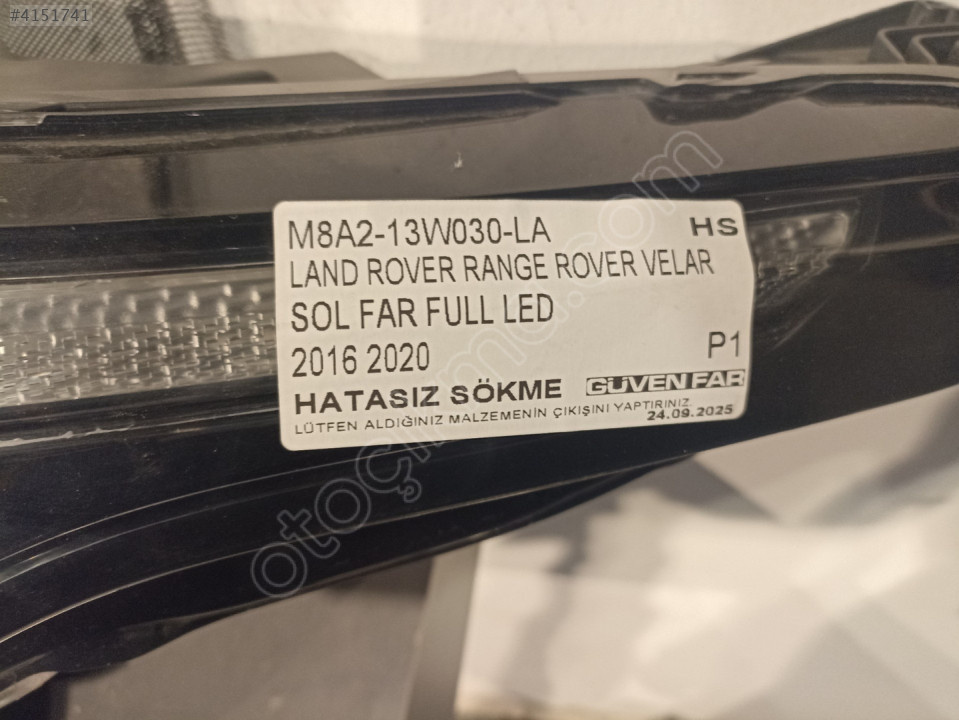 #4151741
M8A2-13W030-LA HS
LAND ROVER RANGE ROVER VELAR
SOL FAR FULL LED
2016 2020 P1
HATASIZ SÖKME GÜVEN FAR
LÜTFEN ALDIĞINIZ MALZEMENİN ÇIKIŞINI YAPTIRINIZ.
24.09.2025
otoçıkma.com